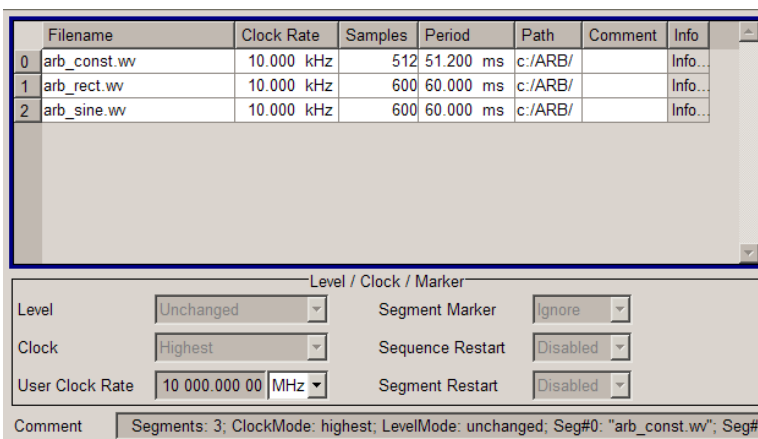 Filename Clock Rate Samples Period Path Comment Info
0 arb_const.wv 10.000 kHz 512 51.200 ms c:/ARB/ Info...
1 arb_rect.wv 10.000 kHz 600 60.000 ms c:/ARB/ Info...
2 arb_sine.wv 10.000 kHz 600 60.000 ms c:/ARB/ Info...
Level / Clock / Marker
Level Unchanged Segment Marker Ignore
Clock Highest Sequence Restart Disabled
User Clock Rate 10 000.000 00 MHz Segment Restart Disabled
Comment Segments: 3; ClockMode: highest; LevelMode: unchanged; Seg#0: "arb_const.wv"; Seg#